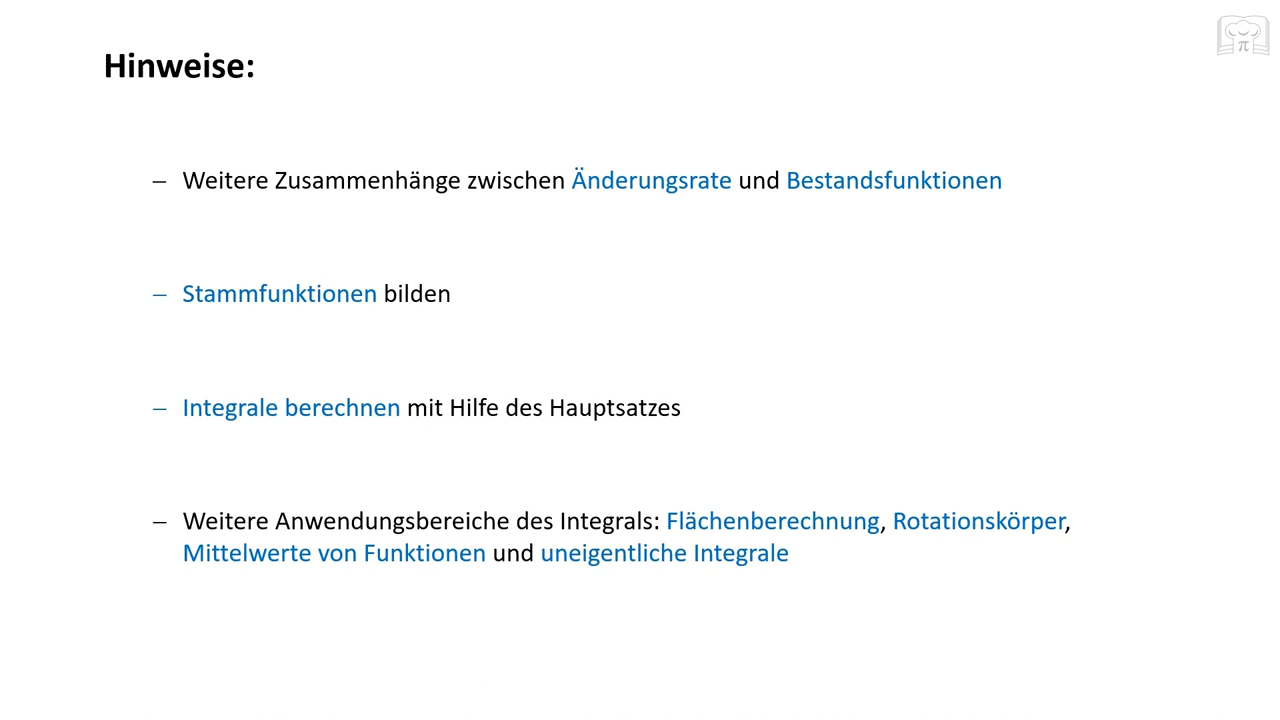 Hinweise:
– Weitere Zusammenhänge zwischen Änderungsrate und Bestandsfunktionen
– Stammfunktionen bilden
– Integrale berechnen mit Hilfe des Hauptsatzes
– Weitere Anwendungsbereiche des Integrals: Flächenberechnung, Rotationskörper,
Mittelwerte von Funktionen und uneigentliche Integrale
π